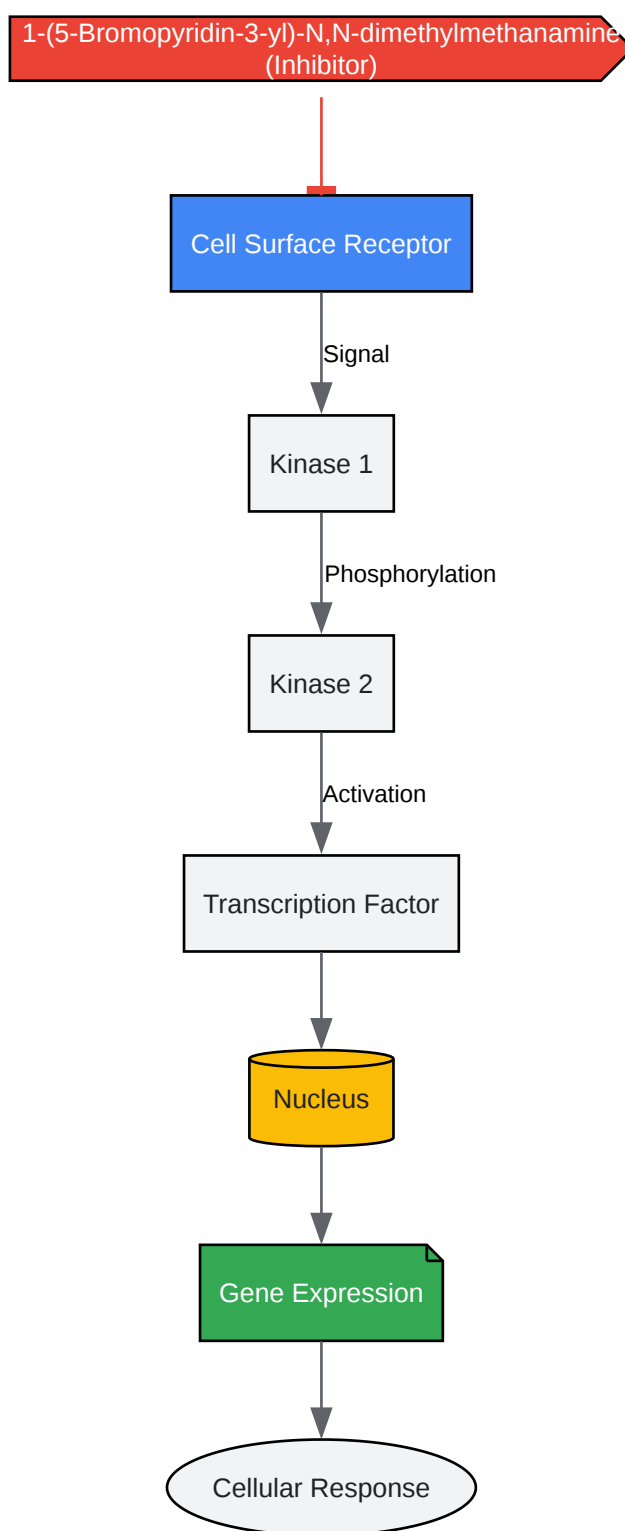 1-(5-Bromopyridin-3-yl)-N,N-dimethylmethanamine
(Inhibitor)
Cell Surface Receptor
Signal
Kinase 1
Phosphorylation
Kinase 2
Activation
Transcription Factor
Nucleus
Gene Expression
Cellular Response